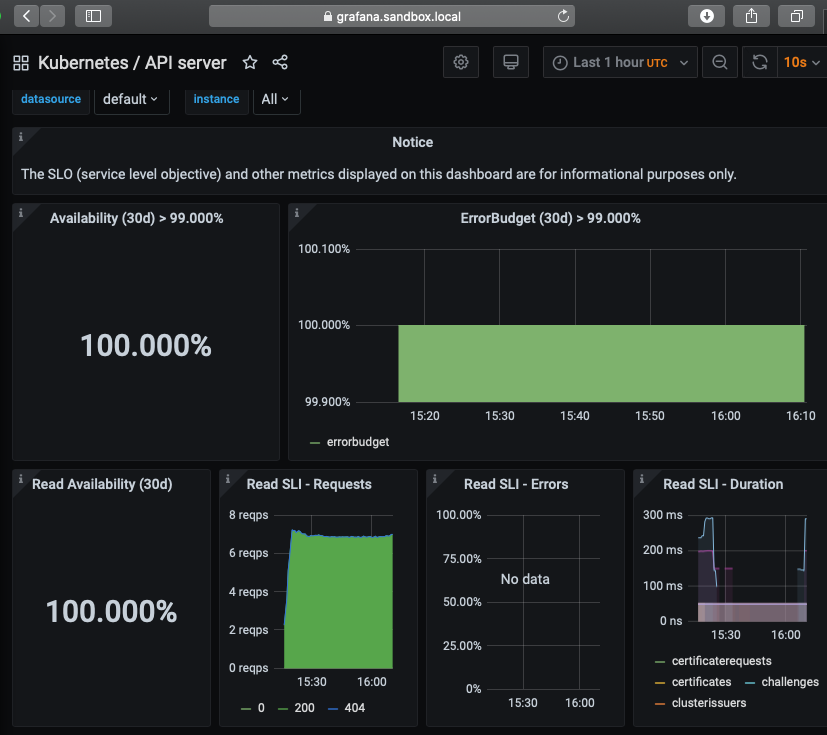 grafana.sandbox.local
Kubernetes / API server
Last 1 hour UTC
10s
datasource default instance All
Notice
The SLO (service level objective) and other metrics displayed on this dashboard are for informational purposes only.
Availability (30d) > 99.000%
100.000%
ErrorBudget (30d) > 99.000%
100.100%
100.000%
99.900%
15:20 15:30 15:40 15:50 16:00 16:10
errorbudget
Read Availability (30d)
100.000%
Read SLI - Requests
8 reqps
6 reqps
4 reqps
2 reqps
0 reqps
15:30 16:00
0 200 404
Read SLI - Errors
100.00%
75.00%
No data
50.00%
25.00%
0%
15:30 16:00
Read SLI - Duration
300 ms
200 ms
100 ms
0 ns
15:30 16:00
certificaterequests
certificates challenges
clusterissuers